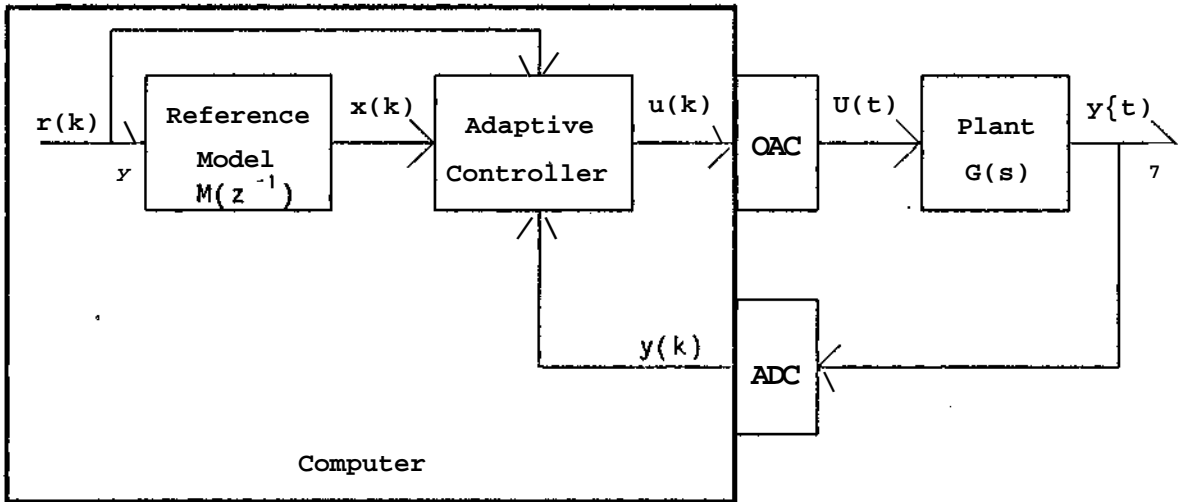 r(k)
y
Reference
Model
M(z⁻¹)
x(k)
Adaptive
Controller
u(k)
OAC
U(t)
Plant
G(s)
y{t)
7
y(k)
ADC
Computer